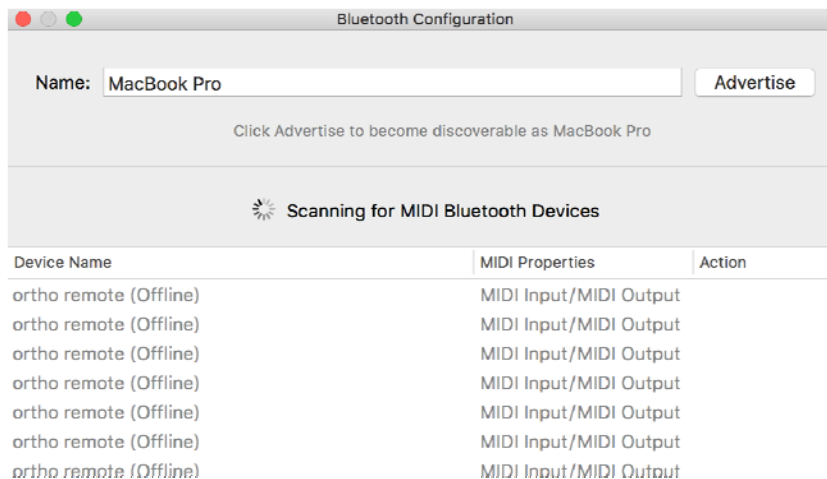 Bluetooth Configuration
Name: MacBook Pro Advertise
Click Advertise to become discoverable as MacBook Pro
Scanning for MIDI Bluetooth Devices
Device Name MIDI Properties Action
ortho remote (Offline) MIDI Input/MIDI Output
ortho remote (Offline) MIDI Input/MIDI Output
ortho remote (Offline) MIDI Input/MIDI Output
ortho remote (Offline) MIDI Input/MIDI Output
ortho remote (Offline) MIDI Input/MIDI Output
ortho remote (Offline) MIDI Input/MIDI Output
ortho remote (Offline) MIDI Input/MIDI Output